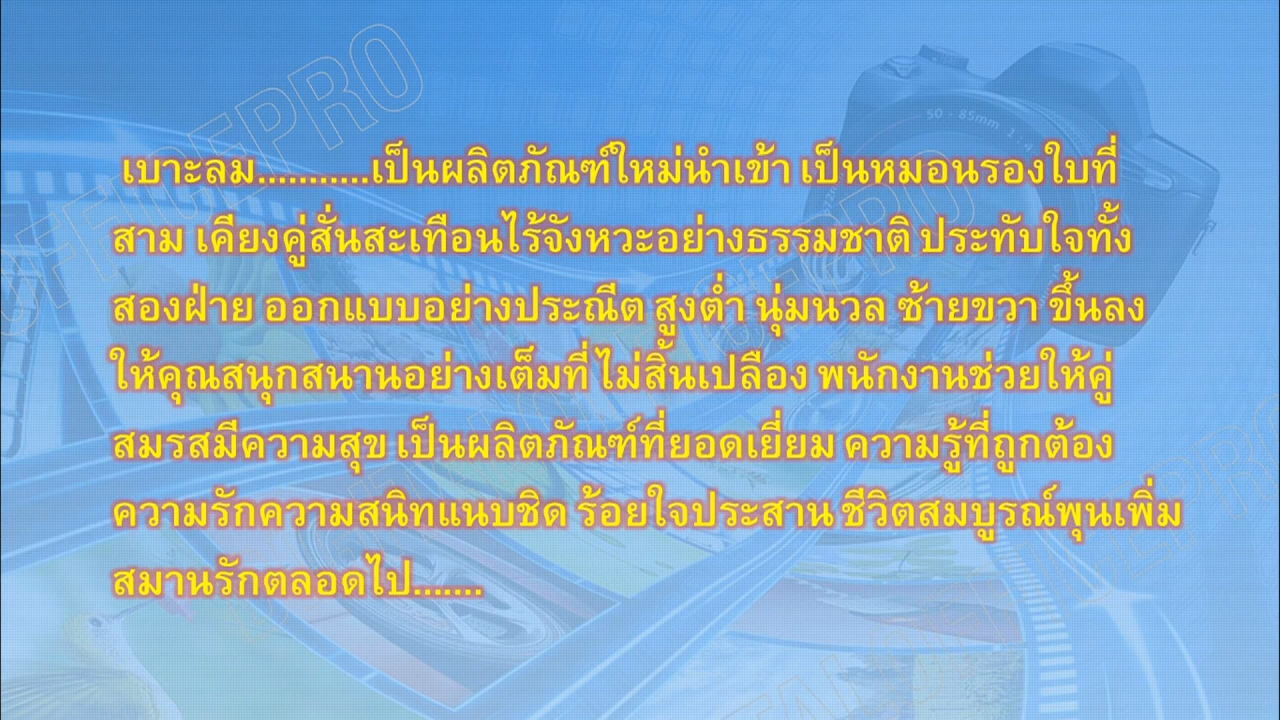 เบาะลม...........เป็นผลิตภัณฑ์ใหม่นำเข้า เป็นหมอนรองใบที่
สาม เคียงคู่สั่นสะเทือนไร้จังหวะอย่างธรรมชาติ ประทับใจทั้ง
สองฝ่าย ออกแบบอย่างประณีต สูงต่ำ นุ่มนวล ซ้ายขวา ขึ้นลง
ให้คุณสนุกสนานอย่างเต็มที่ ไม่สิ้นเปลือง พนักงานช่วยให้คู่
สมรสมีความสุข เป็นผลิตภัณฑ์ที่ยอดเยี่ยม ความรู้ที่ถูกต้อง
ความรักความสนิทแนบชิด ร้อยใจประสาน ชีวิตสมบูรณ์พุนเพิ่ม
สมานรักตลอดไป.......
50 - 85mm 1:4